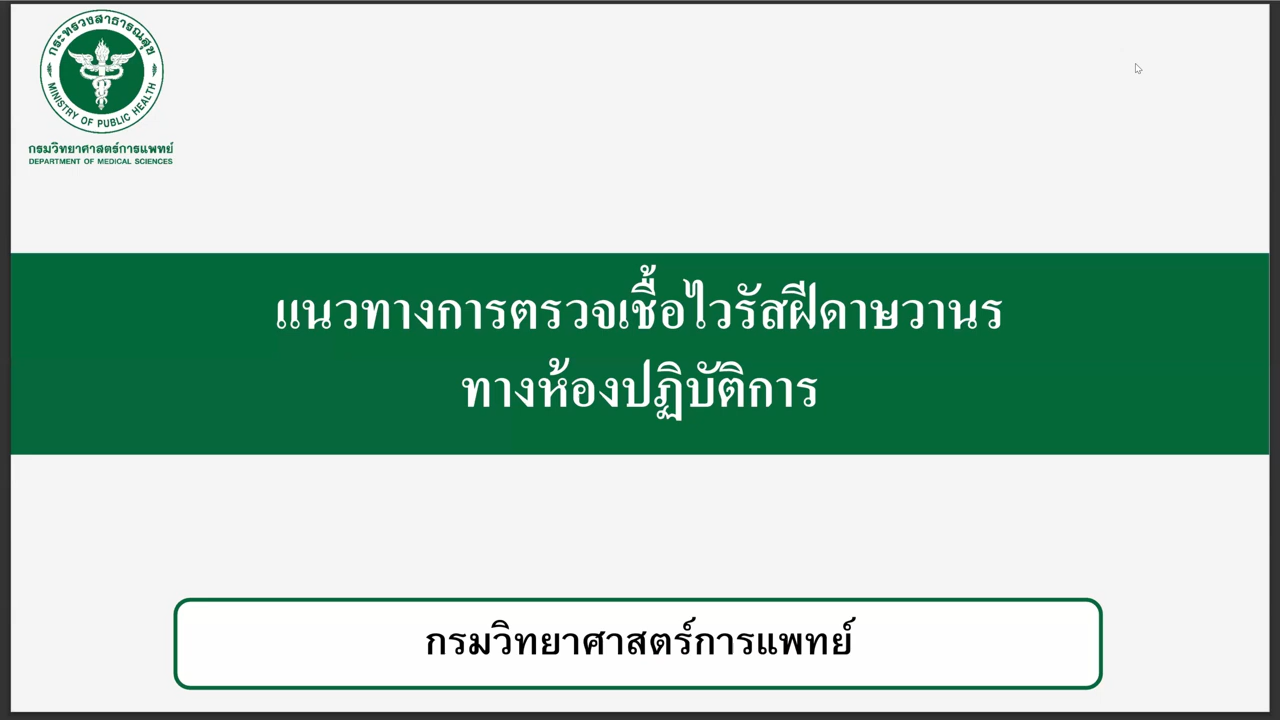 กระทรวงสาธารณสุข
MINISTRY OF PUBLIC HEALTH
กรมวิทยาศาสตร์การแพทย์
DEPARTMENT OF MEDICAL SCIENCES
แนวทางการตรวจเชื้อไวรัสฝีดาษวานร
ทางห้องปฏิบัติการ
กรมวิทยาศาสตร์การแพทย์